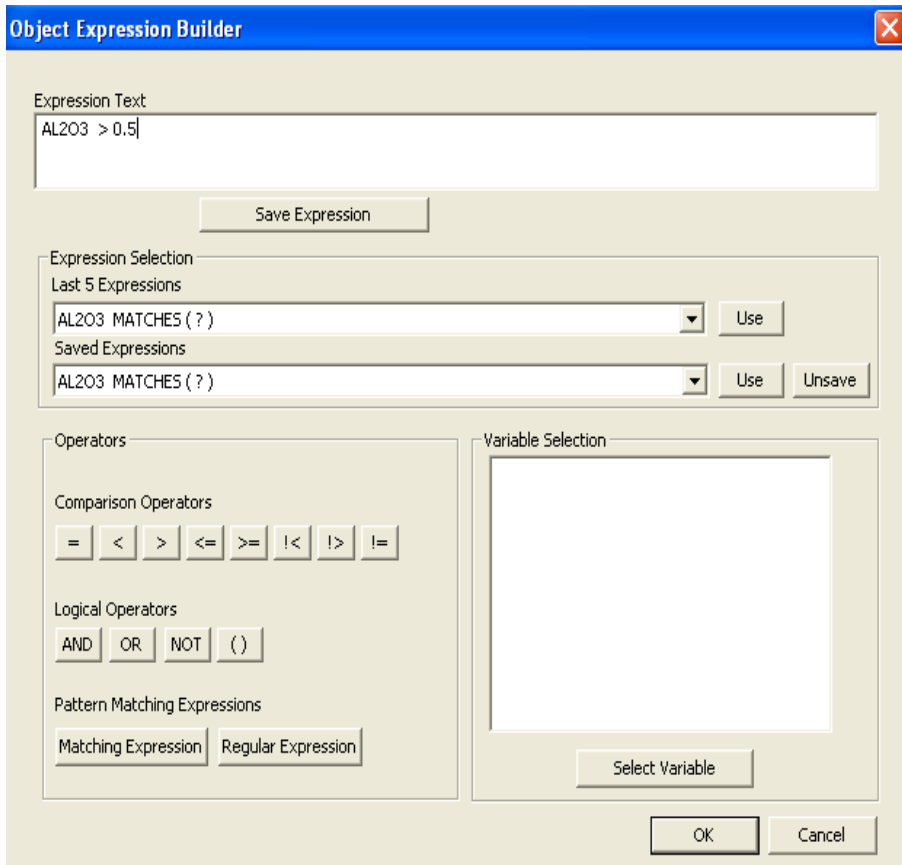 Object Expression Builder
Expression Text
AL2O3 > 0.5
Save Expression
Expression Selection
Last 5 Expressions
AL2O3 MATCHES ( ? )
Use
Saved Expressions
AL2O3 MATCHES ( ? )
Use Unsave
Operators
Comparison Operators
= < > <= >= !< !> !=
Logical Operators
AND OR NOT ( )
Pattern Matching Expressions
Matching Expression Regular Expression
Variable Selection
Select Variable
OK Cancel